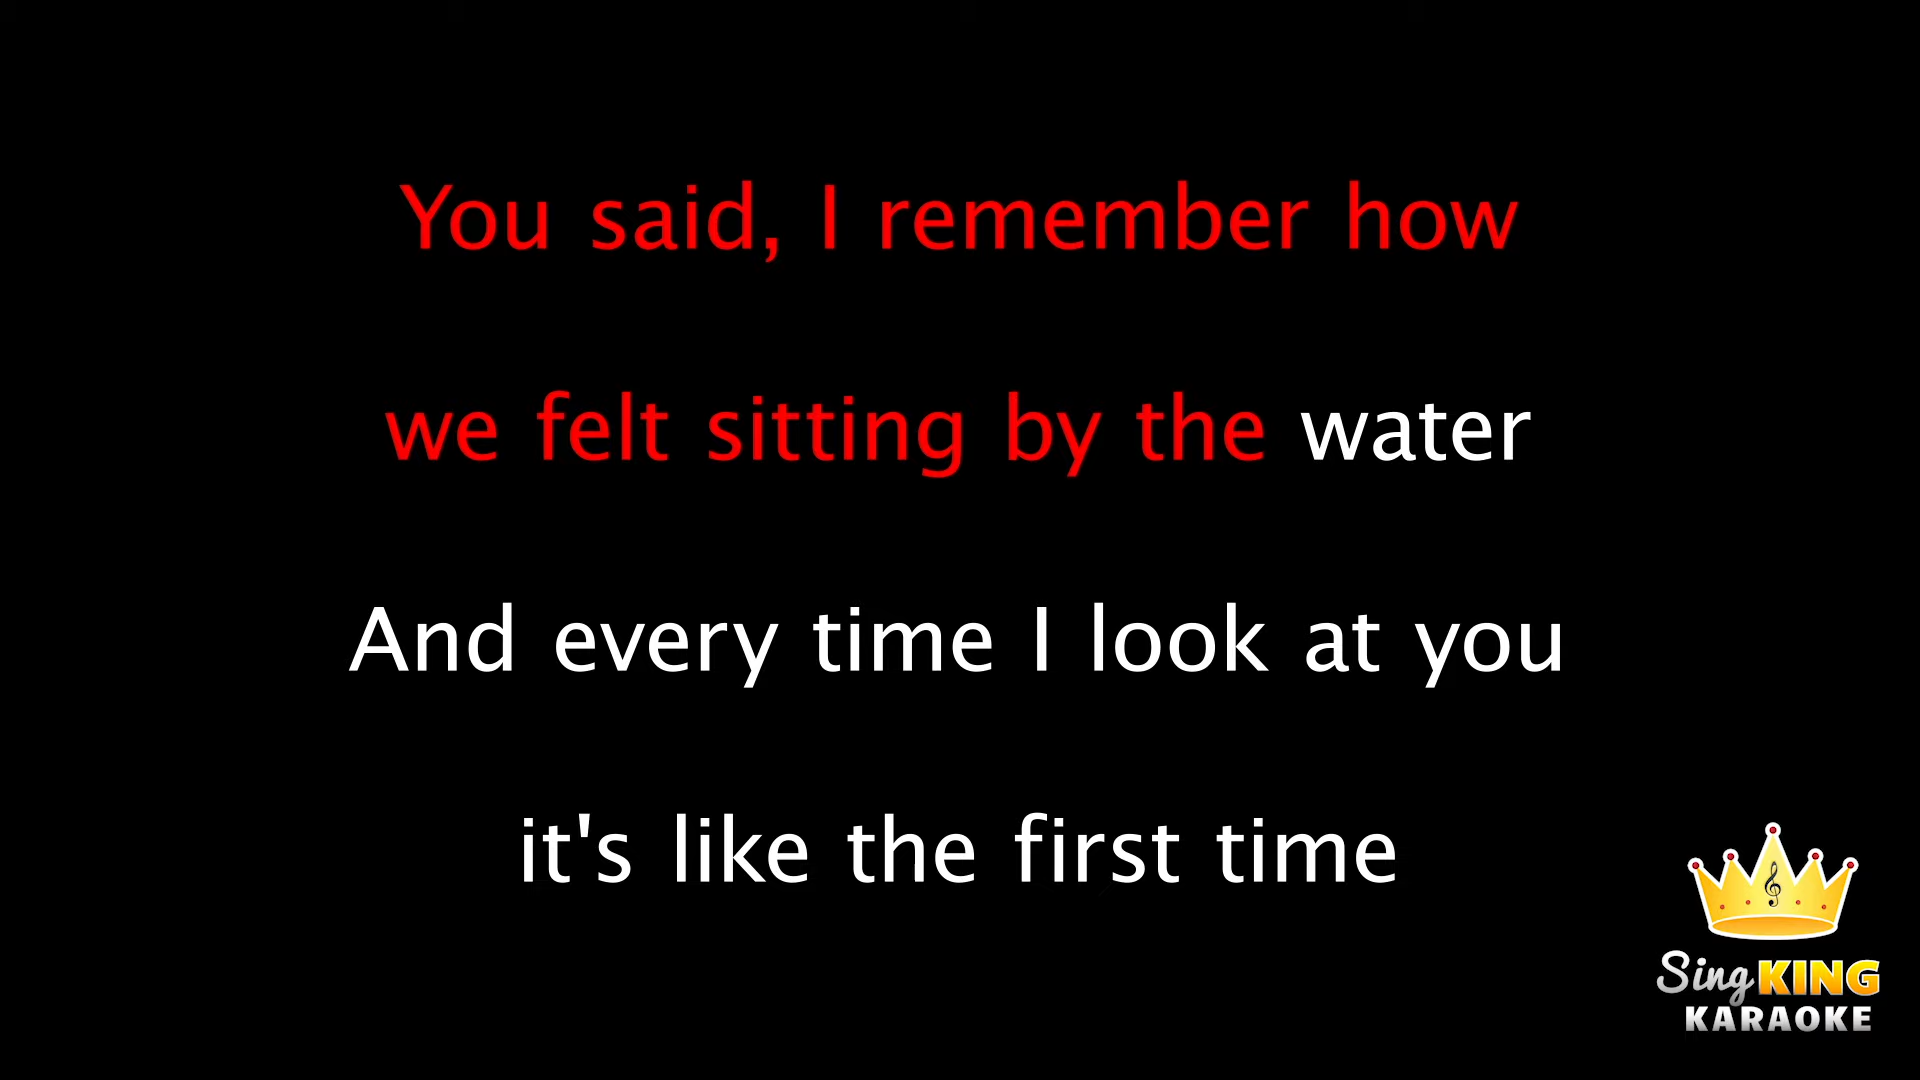 You said, I remember how
we felt sitting by the water
And every time I look at you
it's like the first time
Sing KING
KARAOKE